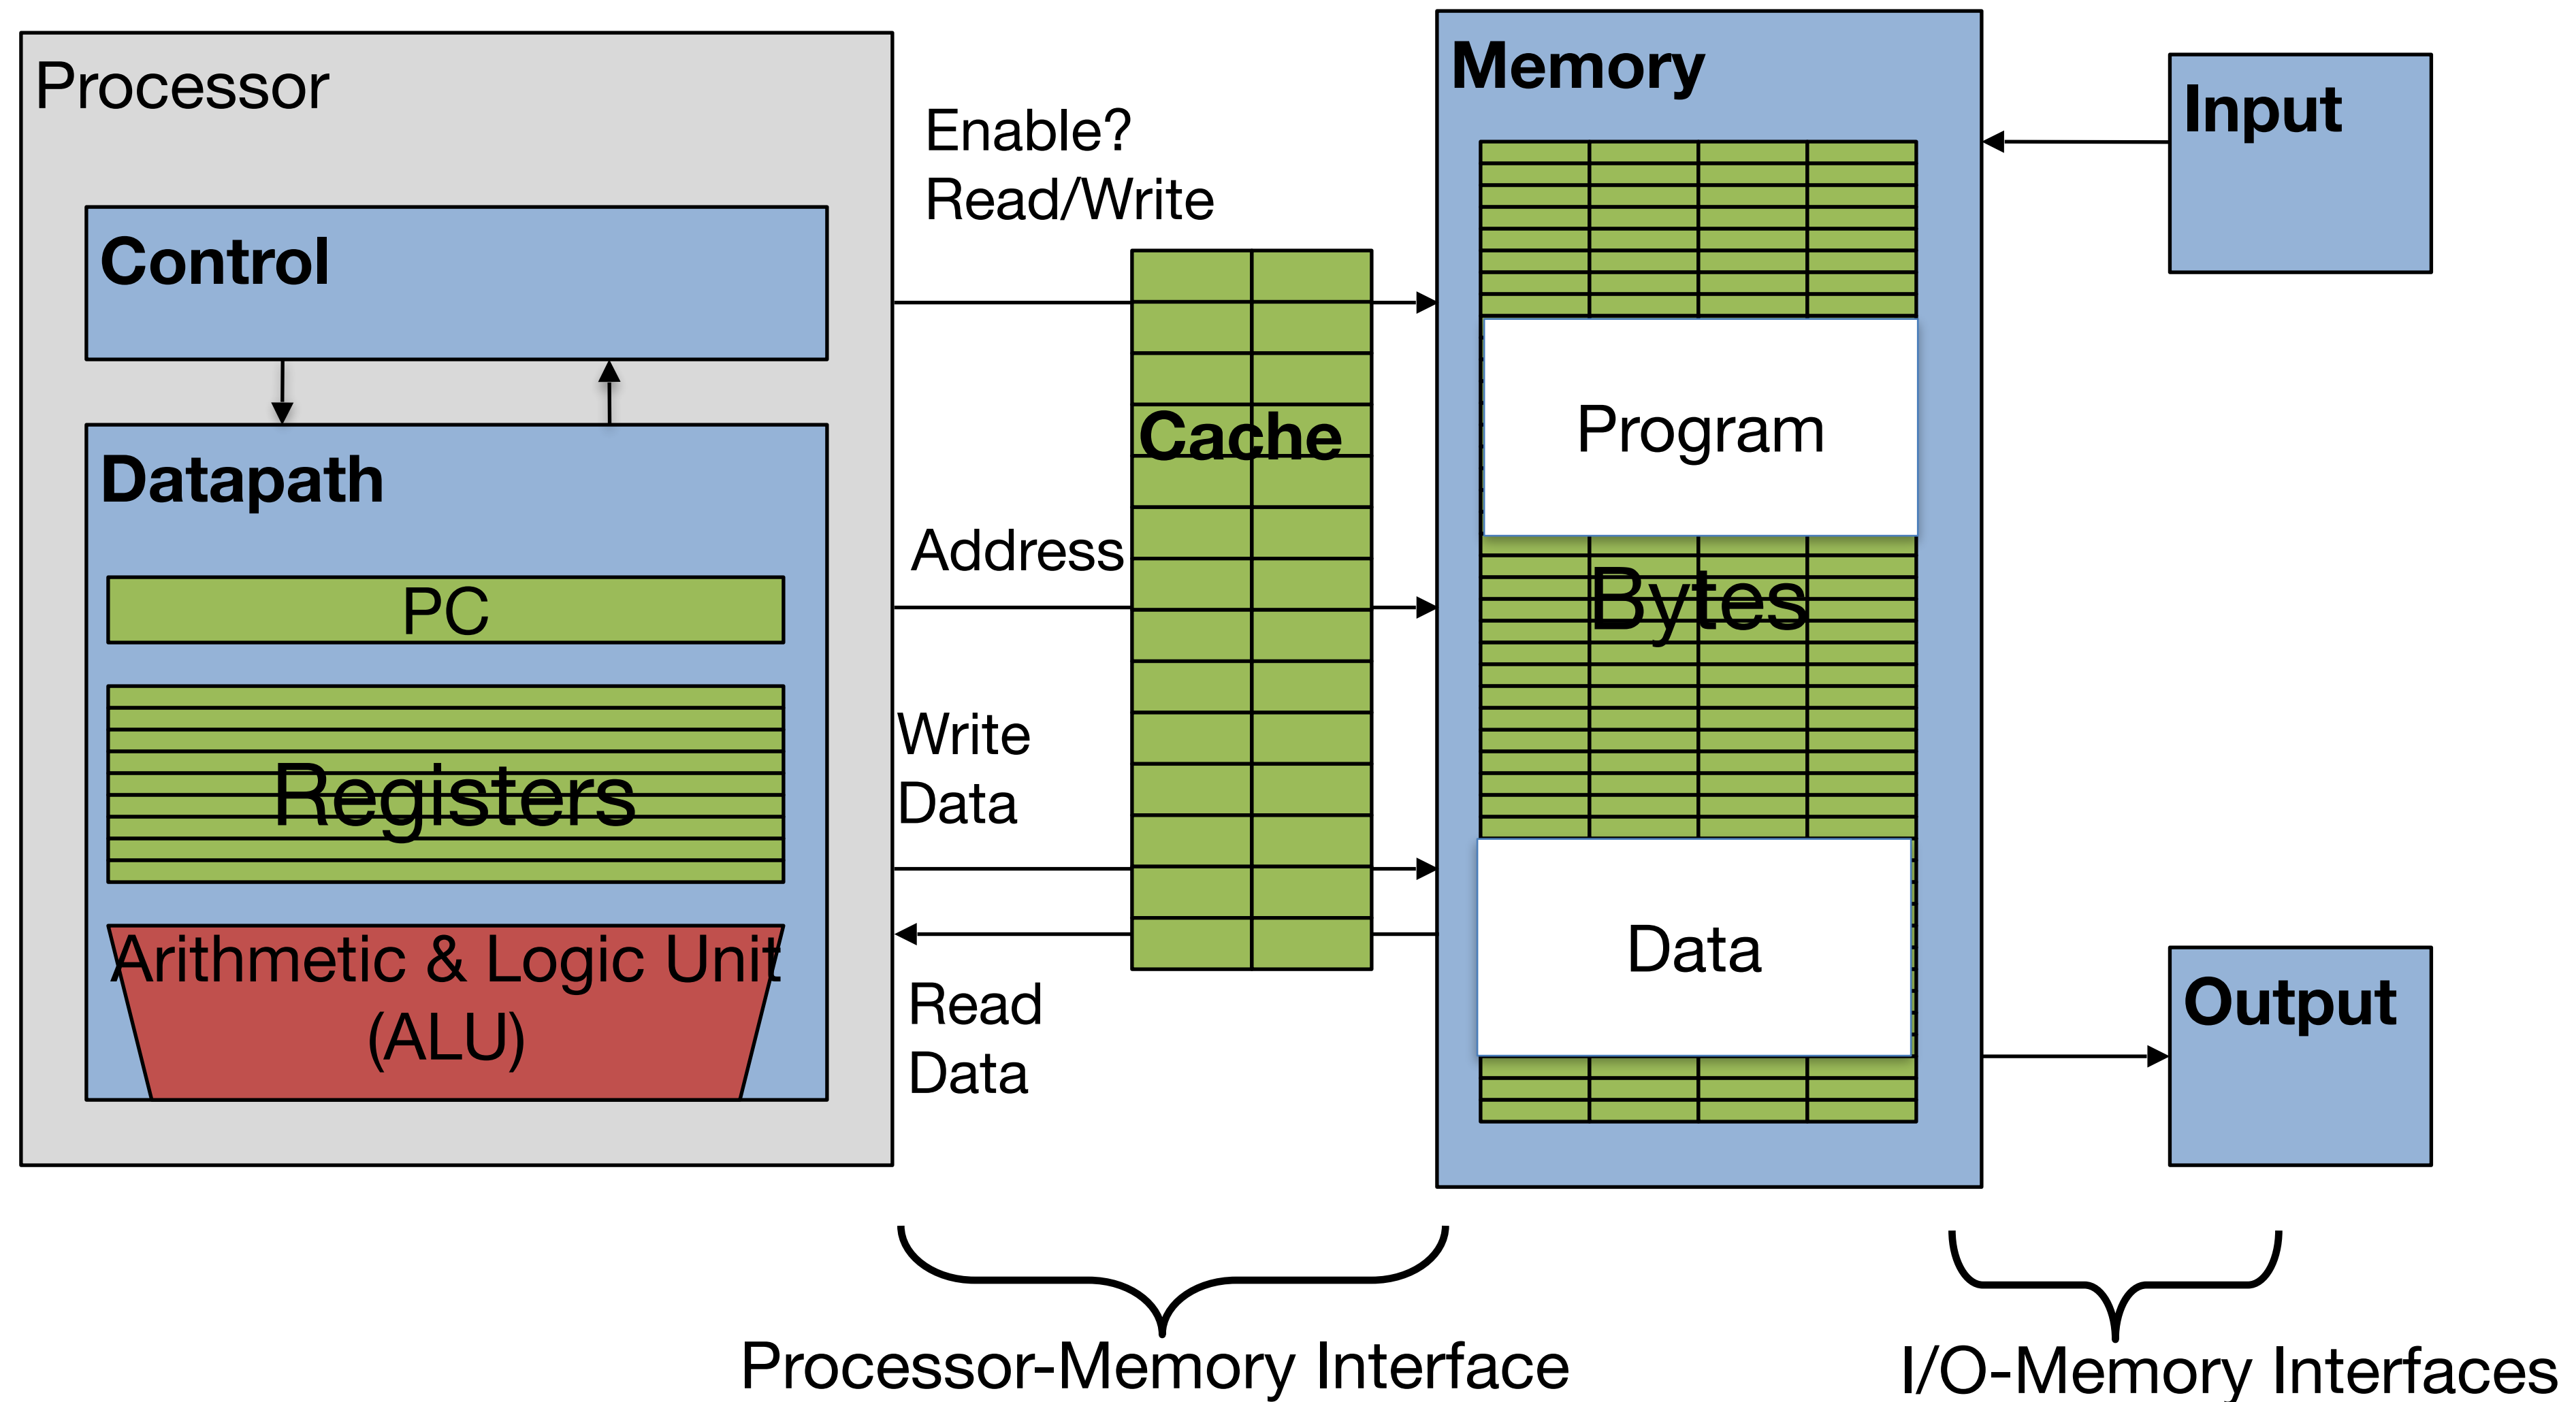 Processor
Control
Datapath
PC
Registers
Arithmetic & Logic Unit
(ALU)
Enable?
Read/Write
Cache
Address
Write
Data
Read
Data
Memory
Program
Bytes
Data
Input
Output
Processor-Memory Interface
I/O-Memory Interfaces